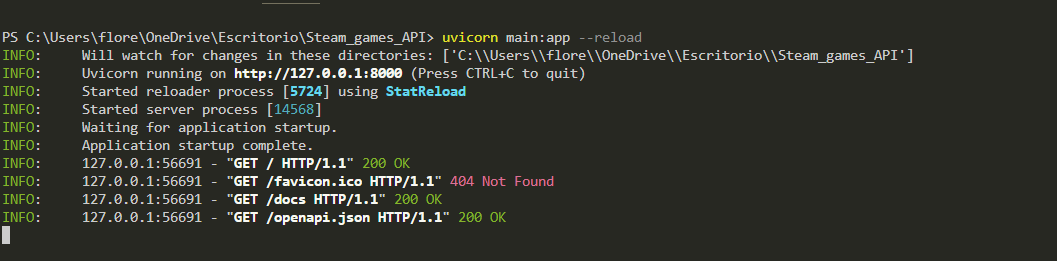 PS C:\Users\flore\OneDrive\Escritorio\Steam_games_API> uvicorn main:app --reload
INFO:     Will watch for changes in these directories: ['C:\\Users\\flore\\OneDrive\\Escritorio\\Steam_games_API']
INFO:     Uvicorn running on http://127.0.0.1:8000 (Press CTRL+C to quit)
INFO:     Started reloader process [5724] using StatReload
INFO:     Started server process [14568]
INFO:     Waiting for application startup.
INFO:     Application startup complete.
INFO:     127.0.0.1:56691 - "GET / HTTP/1.1" 200 OK
INFO:     127.0.0.1:56691 - "GET /favicon.ico HTTP/1.1" 404 Not Found
INFO:     127.0.0.1:56691 - "GET /docs HTTP/1.1" 200 OK
INFO:     127.0.0.1:56691 - "GET /openapi.json HTTP/1.1" 200 OK